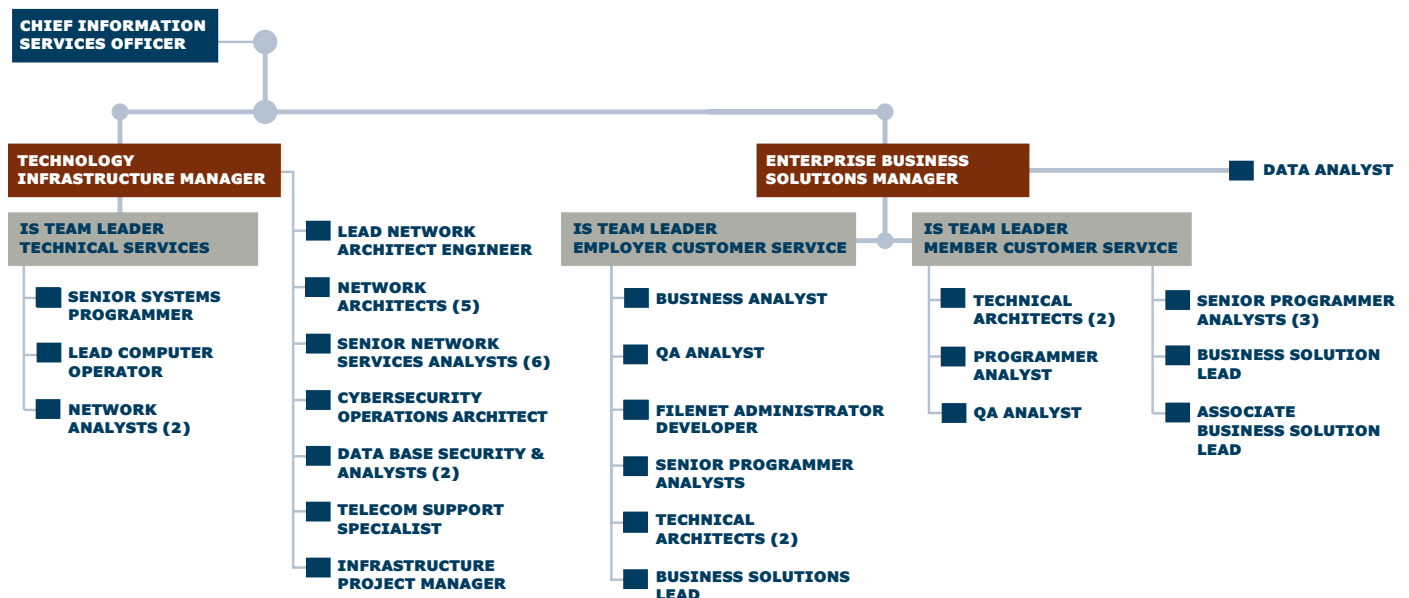 CHIEF INFORMATION
SERVICES OFFICER
TECHNOLOGY
INFRASTRUCTURE MANAGER
ENTERPRISE BUSINESS
SOLUTIONS MANAGER
DATA ANALYST
IS TEAM LEADER
TECHNICAL SERVICES
SENIOR SYSTEMS
PROGRAMMER
LEAD COMPUTER
OPERATOR
NETWORK
ANALYSTS (2)
LEAD NETWORK
ARCHITECT ENGINEER
NETWORK
ARCHITECTS (5)
SENIOR NETWORK
SERVICES ANALYSTS (6)
CYBERSECURITY
OPERATIONS ARCHITECT
DATA BASE SECURITY &
ANALYSTS (2)
TELECOM SUPPORT
SPECIALIST
INFRASTRUCTURE
PROJECT MANAGER
IS TEAM LEADER
EMPLOYER CUSTOMER SERVICE
BUSINESS ANALYST
QA ANALYST
FILENET ADMINISTRATOR
DEVELOPER
SENIOR PROGRAMMER
ANALYSTS
TECHNICAL
ARCHITECTS (2)
BUSINESS SOLUTIONS
LEAD
IS TEAM LEADER
MEMBER CUSTOMER SERVICE
TECHNICAL
ARCHITECTS (2)
PROGRAMMER
ANALYST
QA ANALYST
SENIOR PROGRAMMER
ANALYSTS (3)
BUSINESS SOLUTION
LEAD
ASSOCIATE
BUSINESS SOLUTION
LEAD